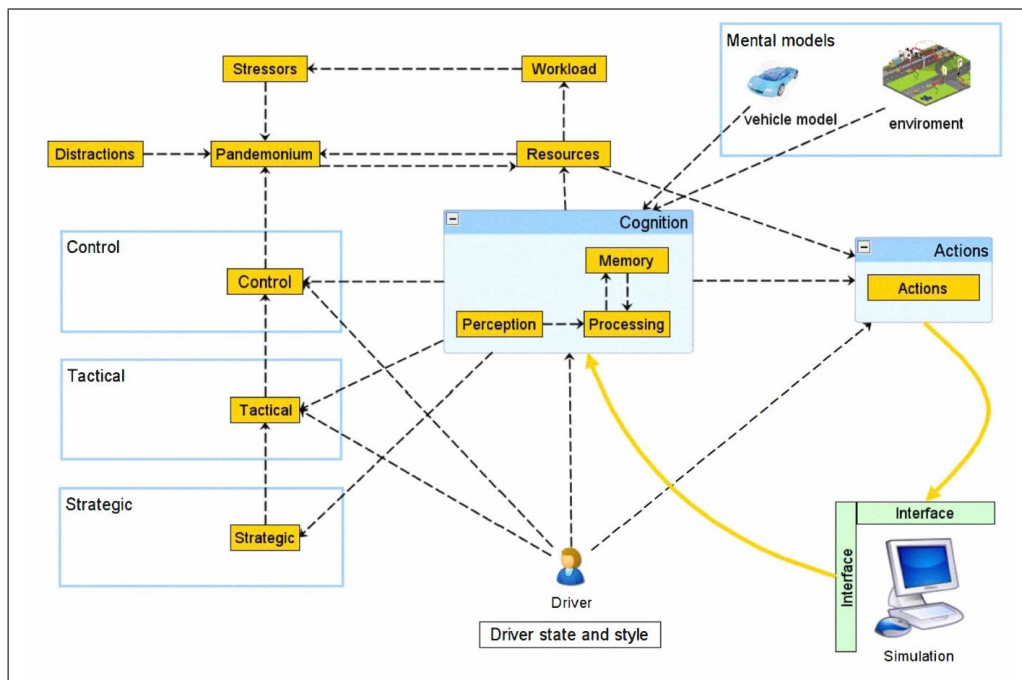 Mental models
Stressors
Workload
vehicle model
enviroment
Distractions
Pandemonium
Resources
Cognition
Control
Control
Memory
Perception
Processing
Actions
Actions
Tactical
Tactical
Strategic
Strategic
Interface
Interface
Driver
Driver state and style
Simulation